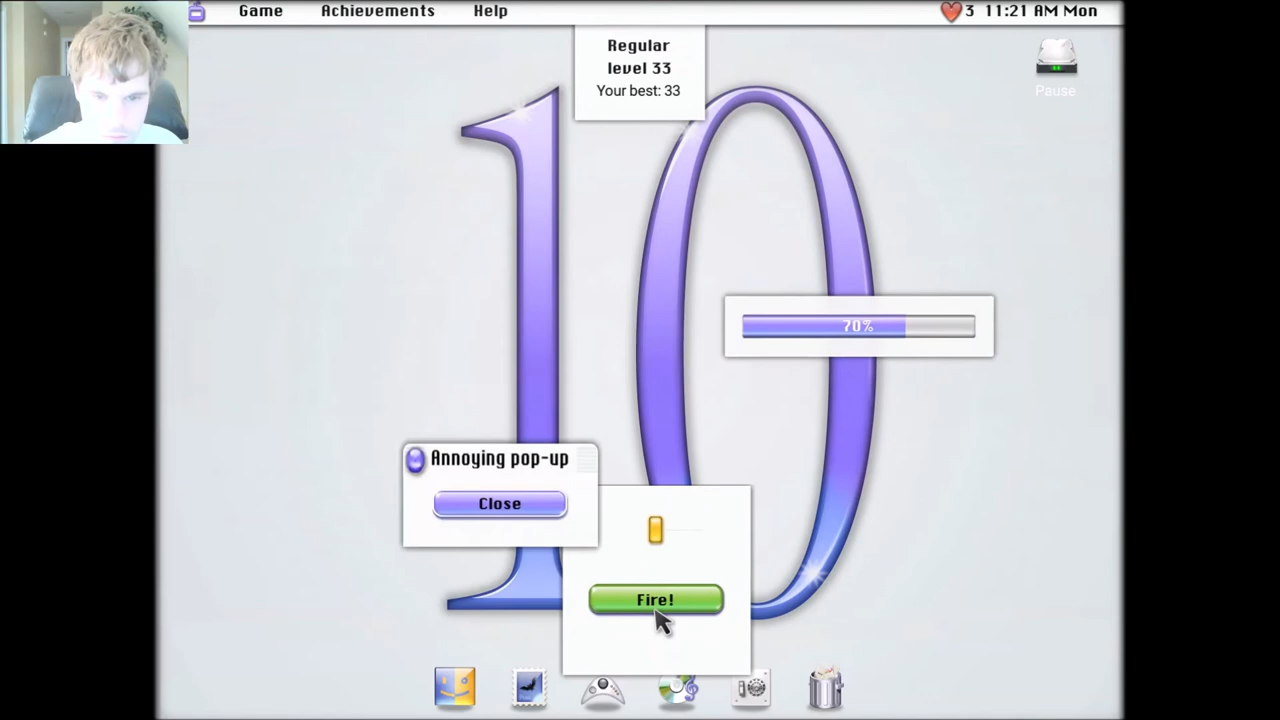 Game Achievements Help 3 11:21 AM Mon
Regular
level 33
Your best: 33
Pause
10
70%
Annoying pop-up
Close
Fire!